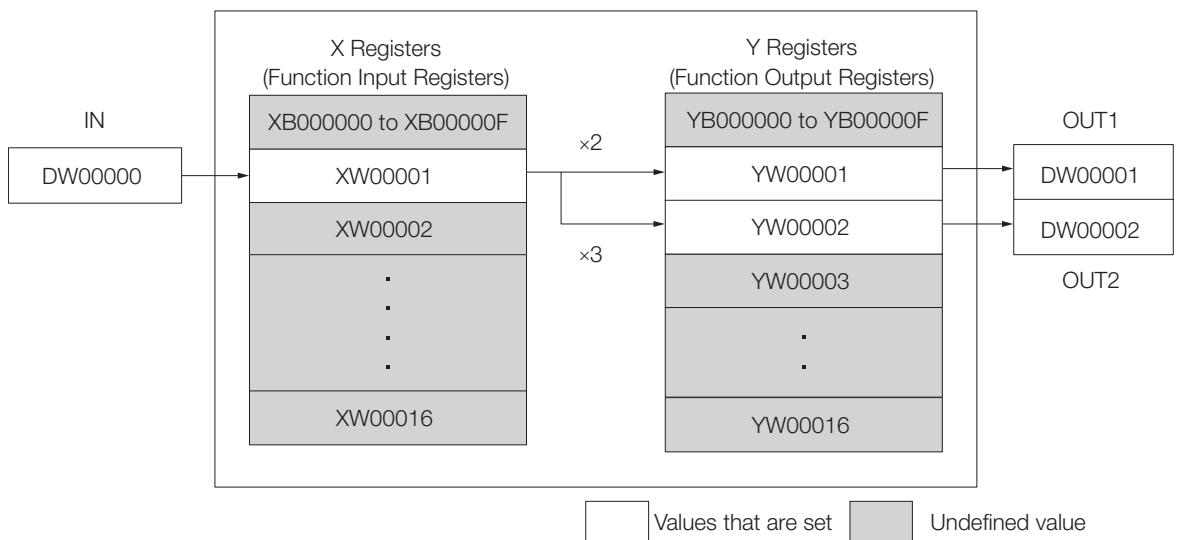 X Registers
(Function Input Registers)
Y Registers
(Function Output Registers)
IN
XB000000 to XB00000F
YB000000 to YB00000F
OUT1
×2
DW00000
XW00001
YW00001
DW00001
XW00002
YW00002
DW00002
×3
YW00003
OUT2
XW00016
YW00016
Values that are set
Undefined value